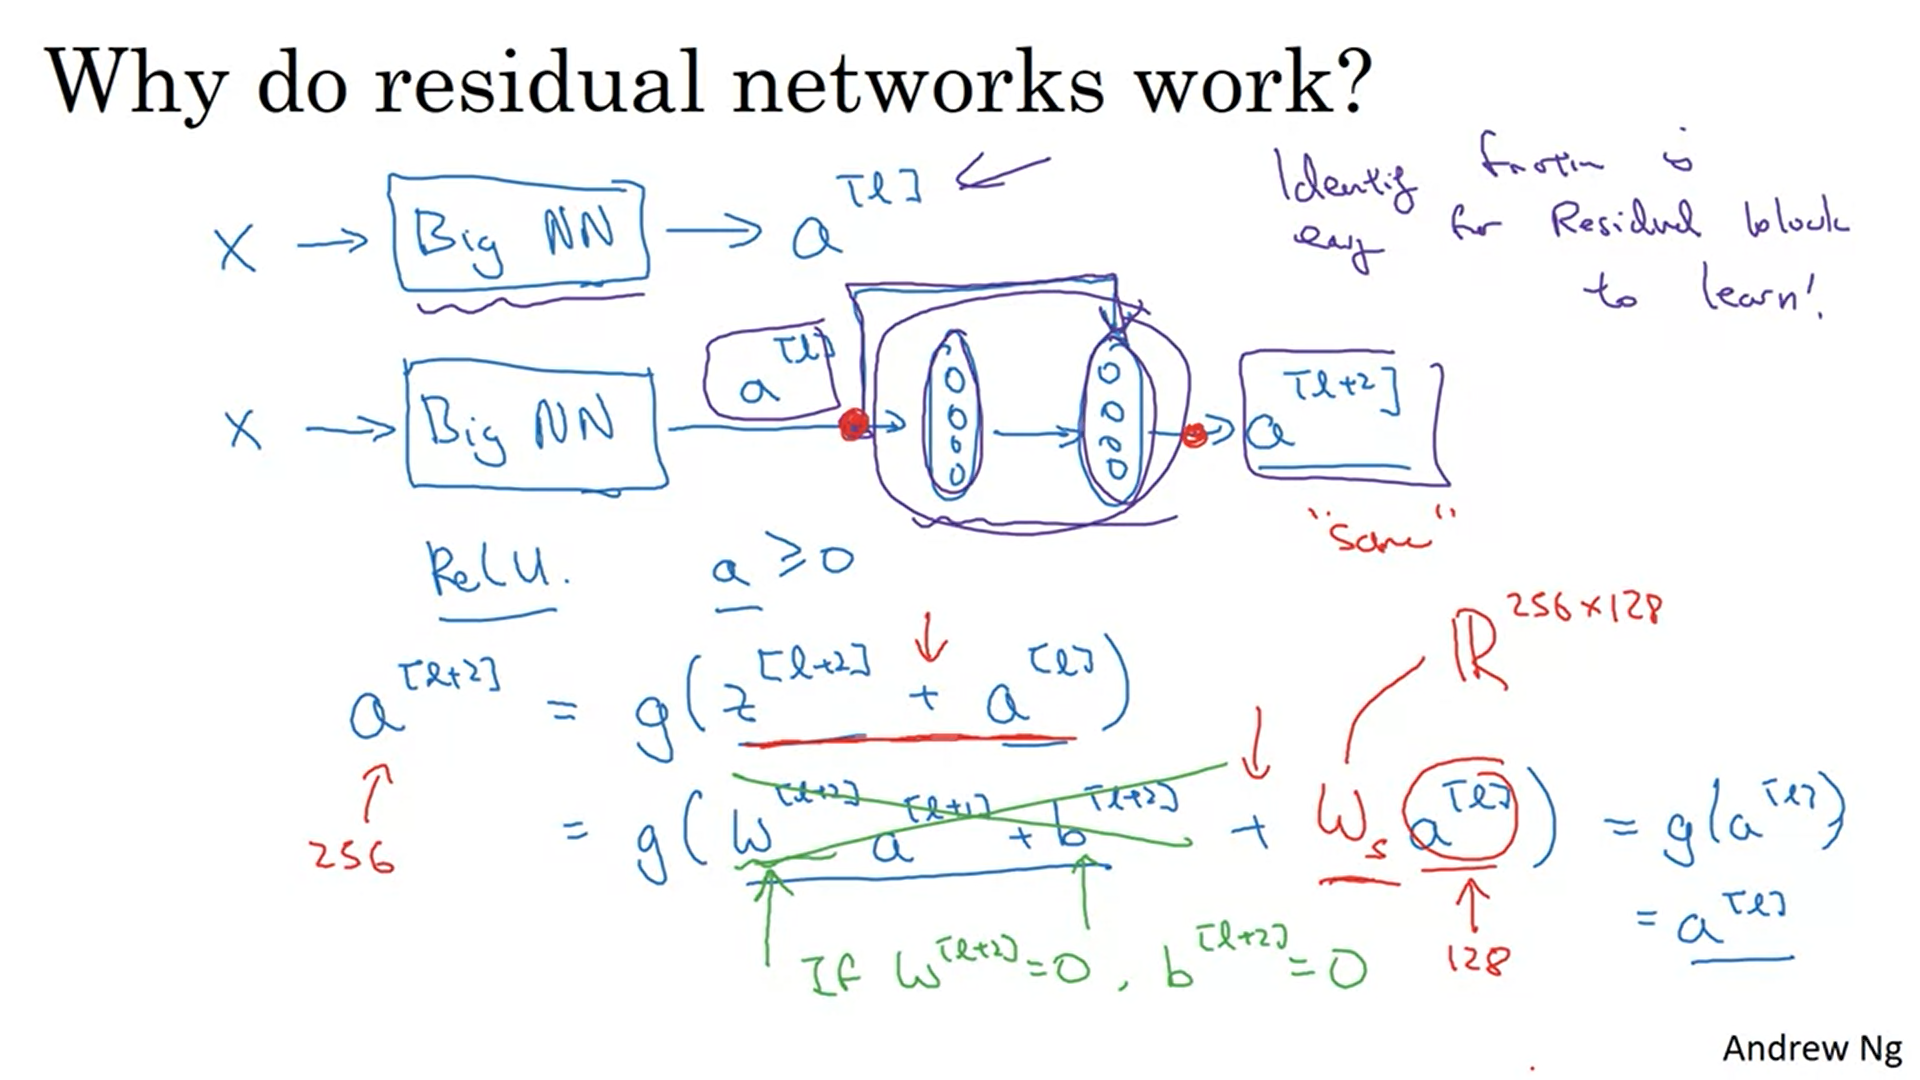 Why do residual networks work?
X → Big NN → a[l]
Identity function is
easy for Residual block
to learn!
X → Big NN a[l] → → → a[l+2]
"Same"
ReLU. a ≥ 0
a[l+2] = g(z[l+2] + a[l])
R 256×128
256
= g(W[l+2] a[l+1] + b[l+2] + Ws a[l]) = g(a[l])
= a[l]
128
If W[l+2]=0, b[l+2]=0
Andrew Ng